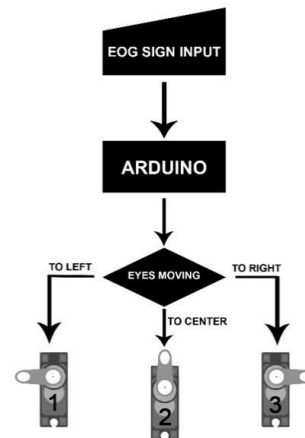 EOG SIGN INPUT
ARDUINO
EYES MOVING
TO LEFT
TO RIGHT
TO CENTER
1
2
3